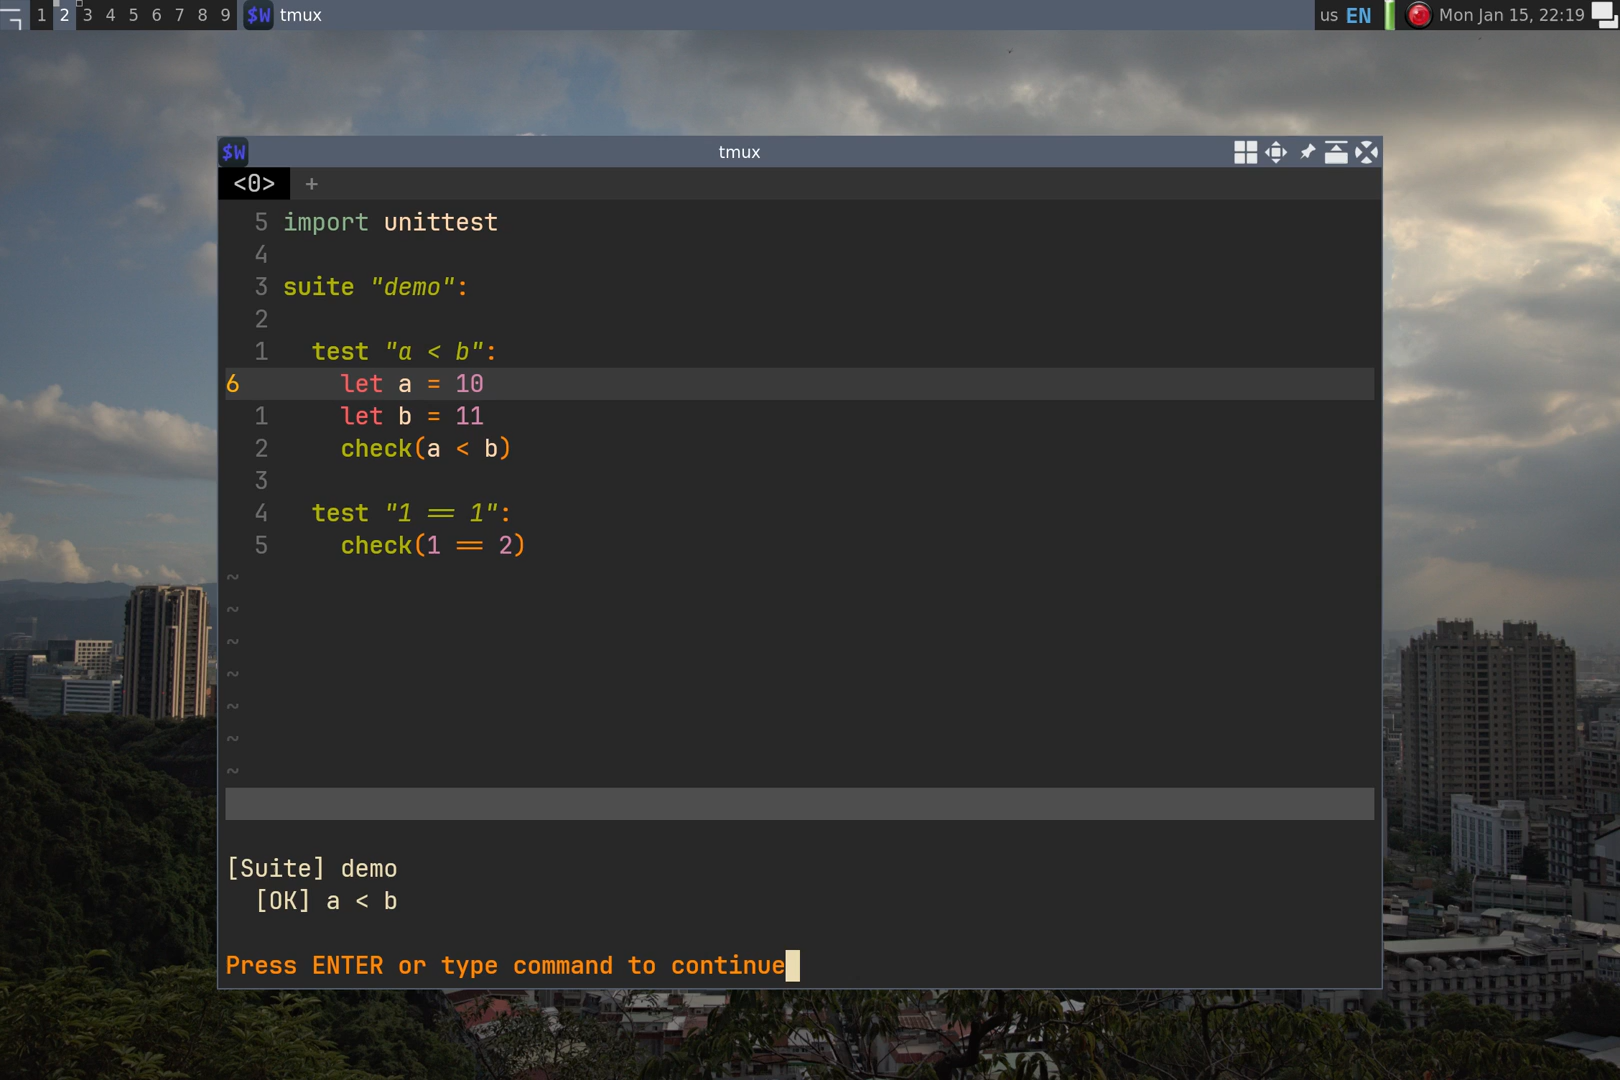 1 2 3 4 5 6 7 8 9 $W tmux us EN Mon Jan 15, 22:19
$W tmux
<0> +
5 import unittest
4
3 suite "demo":
2
1 test "a < b":
6 let a = 10
1 let b = 11
2 check(a < b)
3
4 test "1 == 1":
5 check(1 == 2)
~
~
~
~
~
~
~
[Suite] demo
[OK] a < b
Press ENTER or type command to continue